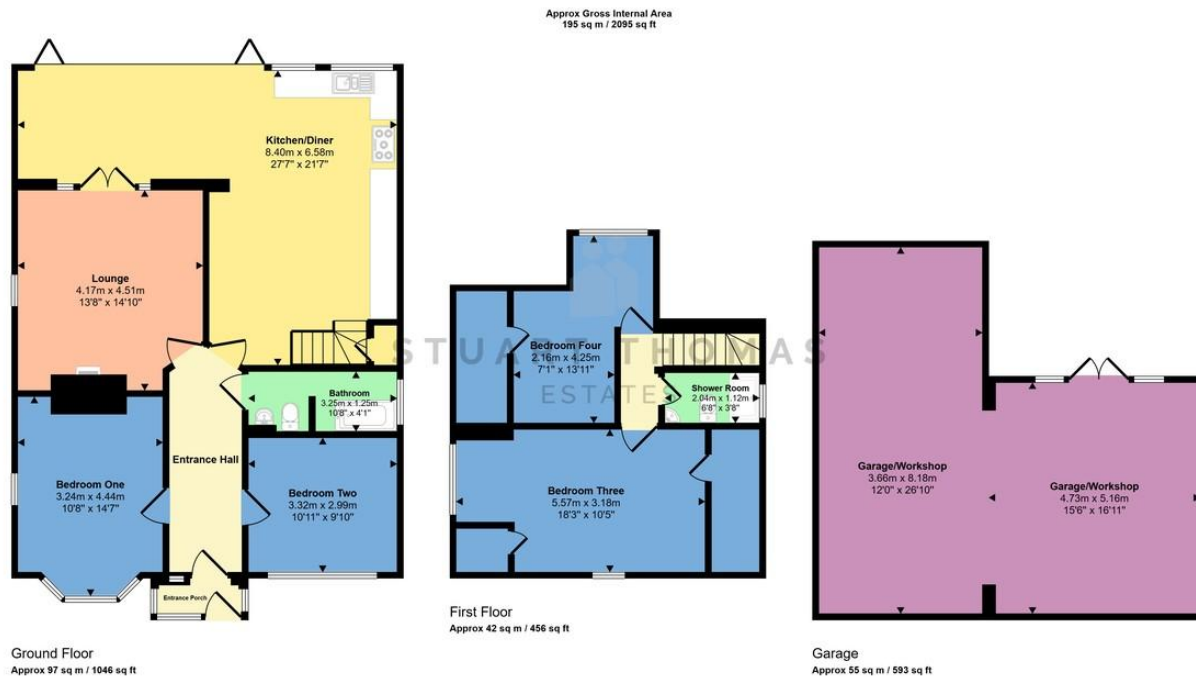 Approx Gross Internal Area
195 sq m / 2095 sq ft
Kitchen/Diner
8.40m x 6.58m
27'7" x 21'7"
Lounge
4.17m x 4.51m
13'8" x 14'10"
Bathroom
3.25m x 1.25m
10'8" x 4'1"
Entrance Hall
Bedroom One
3.24m x 4.44m
10'8" x 14'7"
Bedroom Two
3.32m x 2.99m
10'11" x 9'10"
Entrance Porch
Ground Floor
Approx 97 sq m / 1046 sq ft
STUART THOMAS
ESTATES
Bedroom Four
2.16m x 4.25m
7'1" x 13'11"
Shower Room
2.04m x 1.12m
6'8" x 3'8"
Bedroom Three
5.57m x 3.18m
18'3" x 10'5"
First Floor
Approx 42 sq m / 456 sq ft
Garage/Workshop
3.66m x 8.18m
12'0" x 26'10"
Garage/Workshop
4.73m x 5.16m
15'6" x 16'11"
Garage
Approx 55 sq m / 593 sq ft